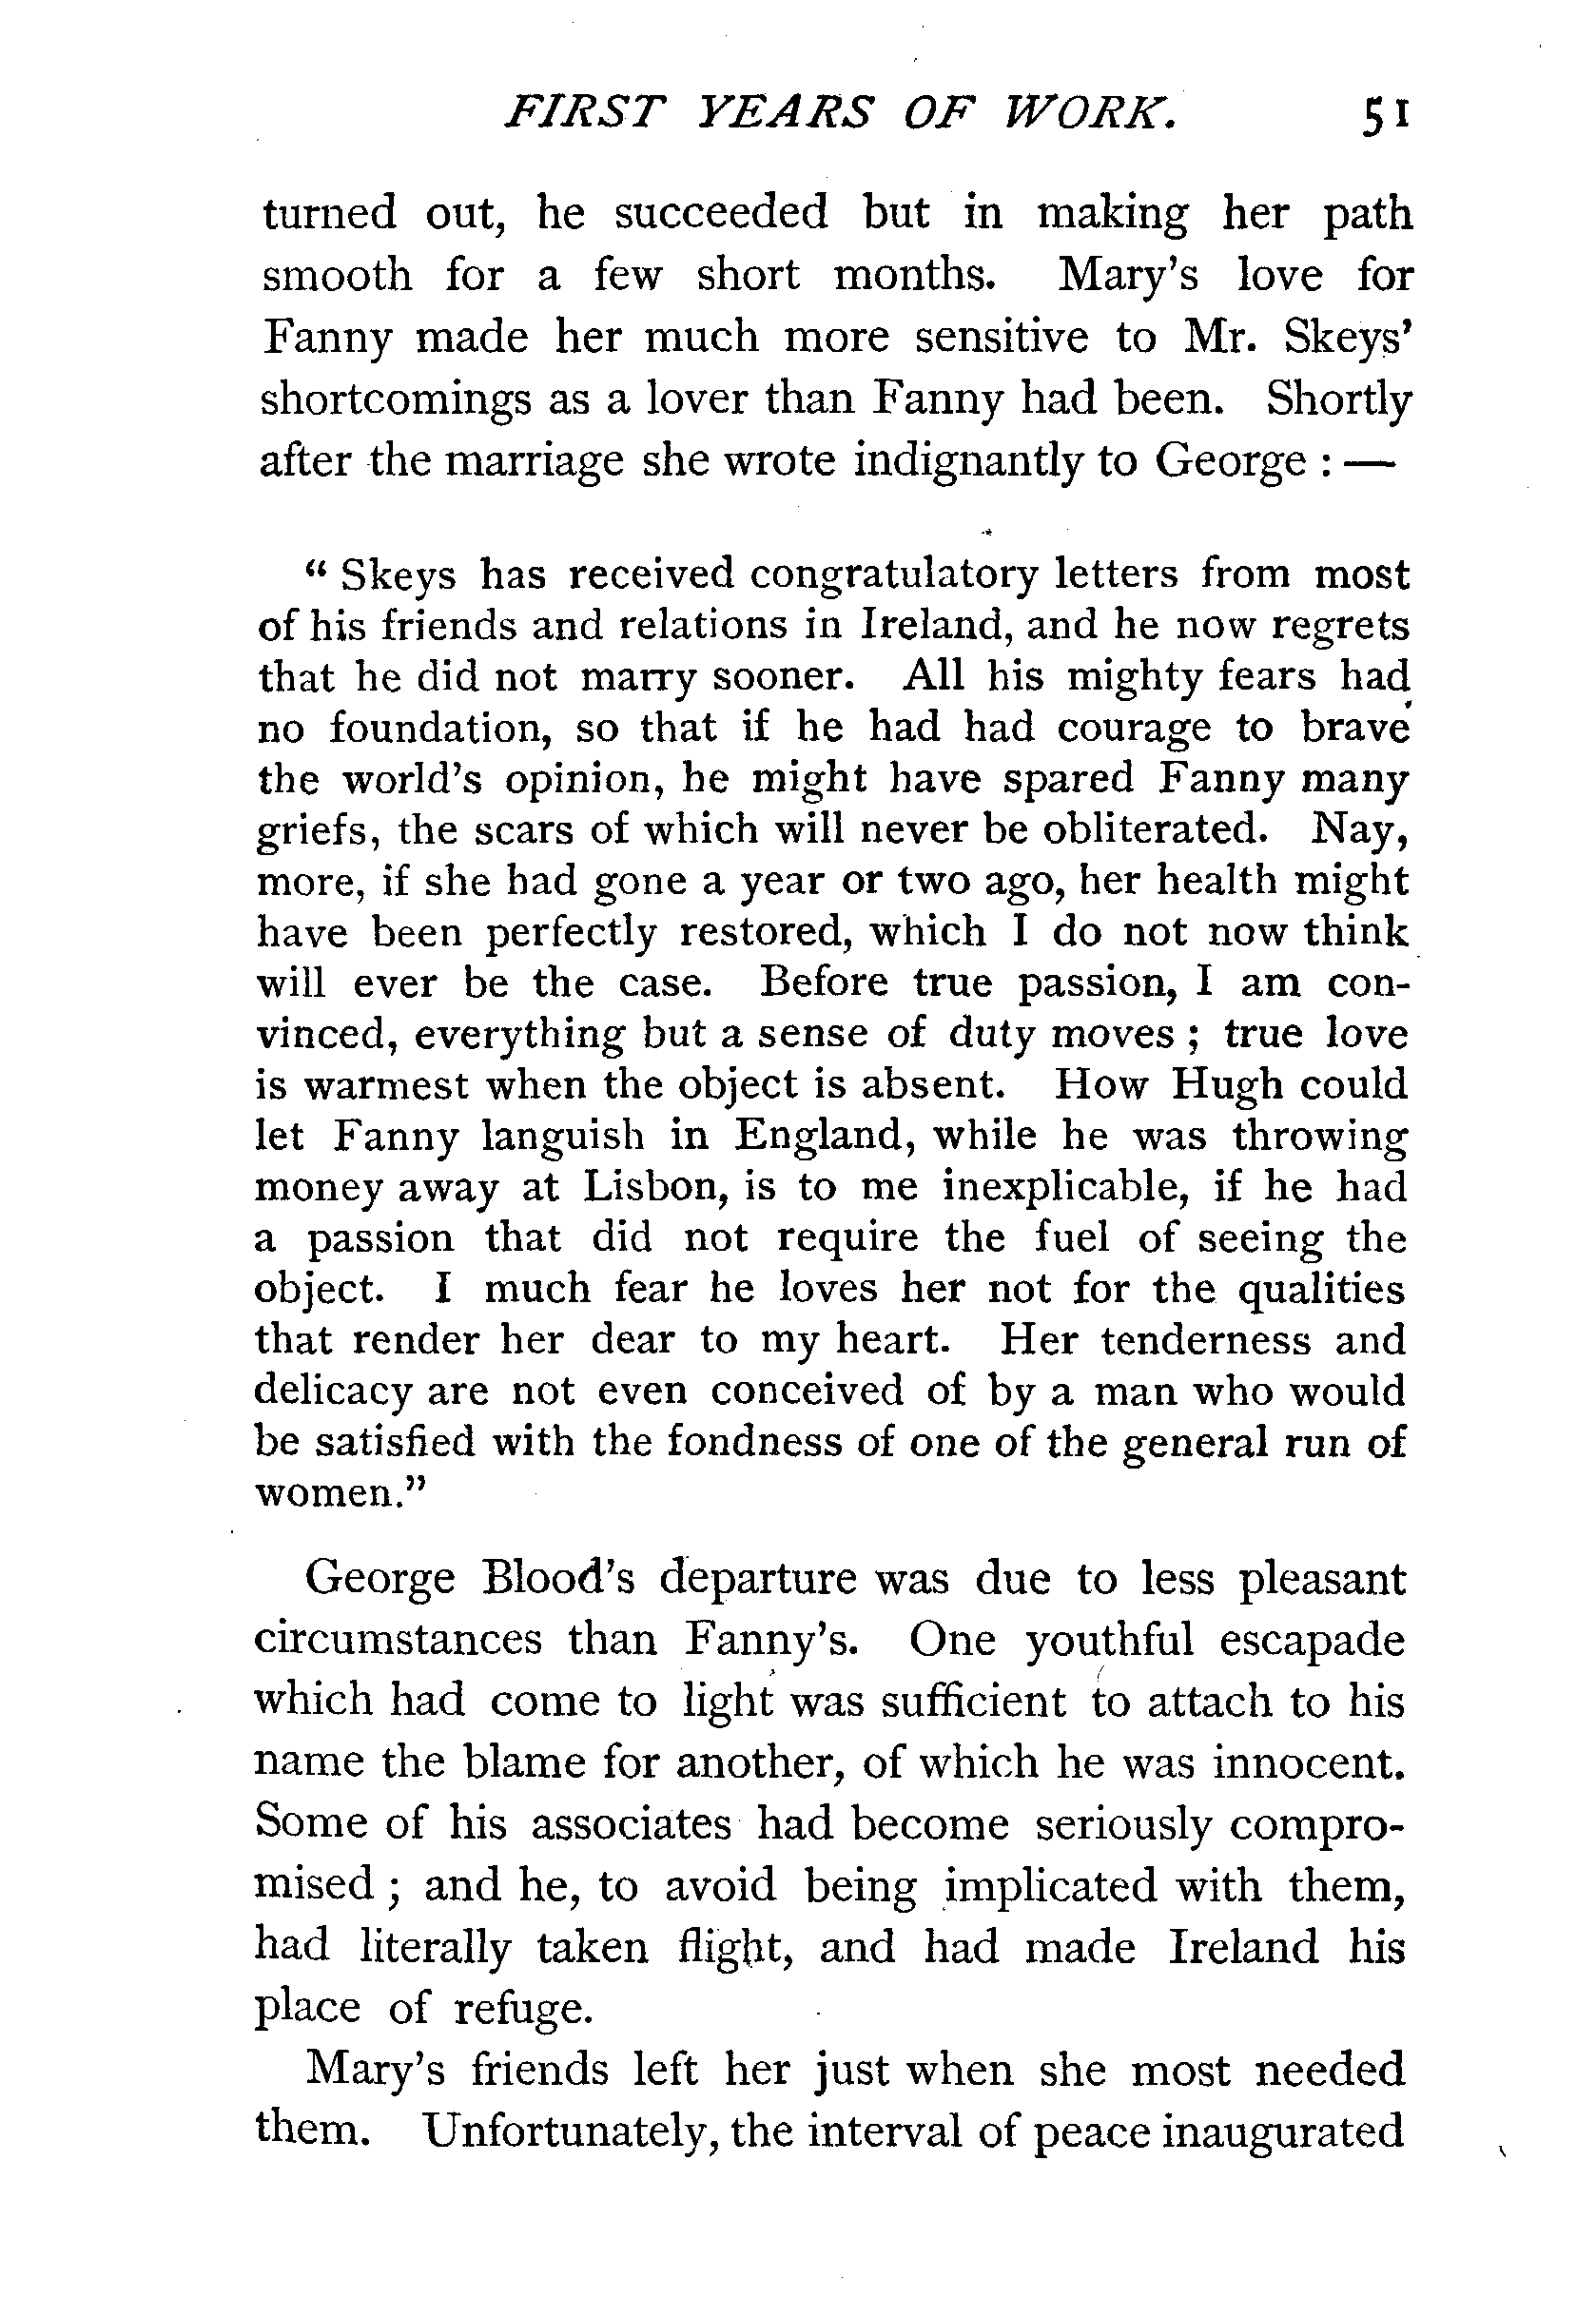 FIRST YEARS OF WORK. 51
turned out, he succeeded but in making her path
smooth for a few short months. Mary's love for
Fanny made her much more sensitive to Mr. Skeys'
shortcomings as a lover than Fanny had been. Shortly
after the marriage she wrote indignantly to George : —
" Skeys has received congratulatory letters from most
of his friends and relations in Ireland, and he now regrets
that he did not marry sooner. All his mighty fears had
no foundation, so that if he had had courage to brave
the world's opinion, he might have spared Fanny many
griefs, the scars of which will never be obliterated. Nay,
more, if she had gone a year or two ago, her health might
have been perfectly restored, which I do not now think
will ever be the case. Before true passion, I am con-
vinced, everything but a sense of duty moves ; true love
is warmest when the object is absent. How Hugh could
let Fanny languish in England, while he was throwing
money away at Lisbon, is to me inexplicable, if he had
a passion that did not require the fuel of seeing the
object. I much fear he loves her not for the qualities
that render her dear to my heart. Her tenderness and
delicacy are not even conceived of by a man who would
be satisfied with the fondness of one of the general run of
women."
George Blood's departure was due to less pleasant
circumstances than Fanny's. One youthful escapade
which had come to light was sufficient to attach to his
name the blame for another, of which he was innocent.
Some of his associates had become seriously compro-
mised ; and he, to avoid being implicated with them,
had literally taken flight, and had made Ireland his
place of refuge.
Mary's friends left her just when she most needed
them. Unfortunately, the interval of peace inaugurated